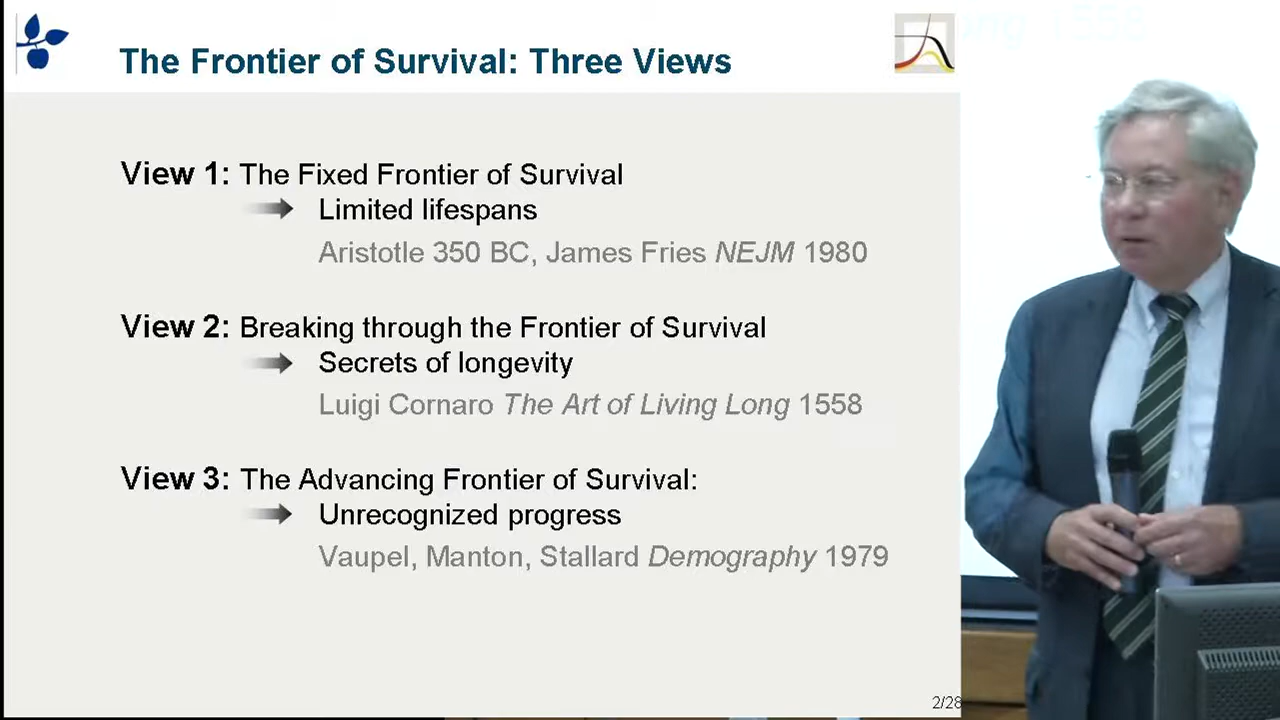 The Frontier of Survival: Three Views
View 1: The Fixed Frontier of Survival
Limited lifespans
Aristotle 350 BC, James Fries NEJM 1980
View 2: Breaking through the Frontier of Survival
Secrets of longevity
Luigi Cornaro The Art of Living Long 1558
View 3: The Advancing Frontier of Survival:
Unrecognized progress
Vaupel, Manton, Stallard Demography 1979
2/28
ung 1558